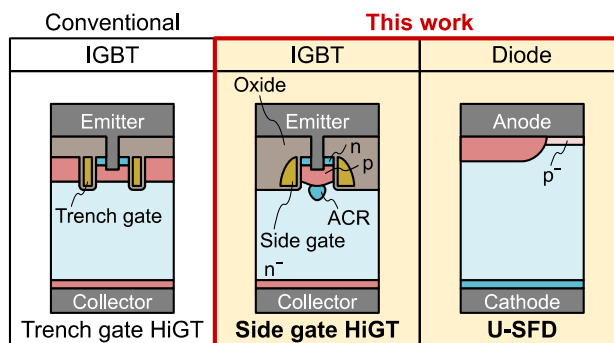 Conventional
This work
IGBT
IGBT
Diode
Oxide
Emitter
Emitter
Anode
n
p
p⁻
Trench gate
ACR
Side gate
n⁻
Collector
Collector
Cathode
Trench gate HiGT
Side gate HiGT
U-SFD